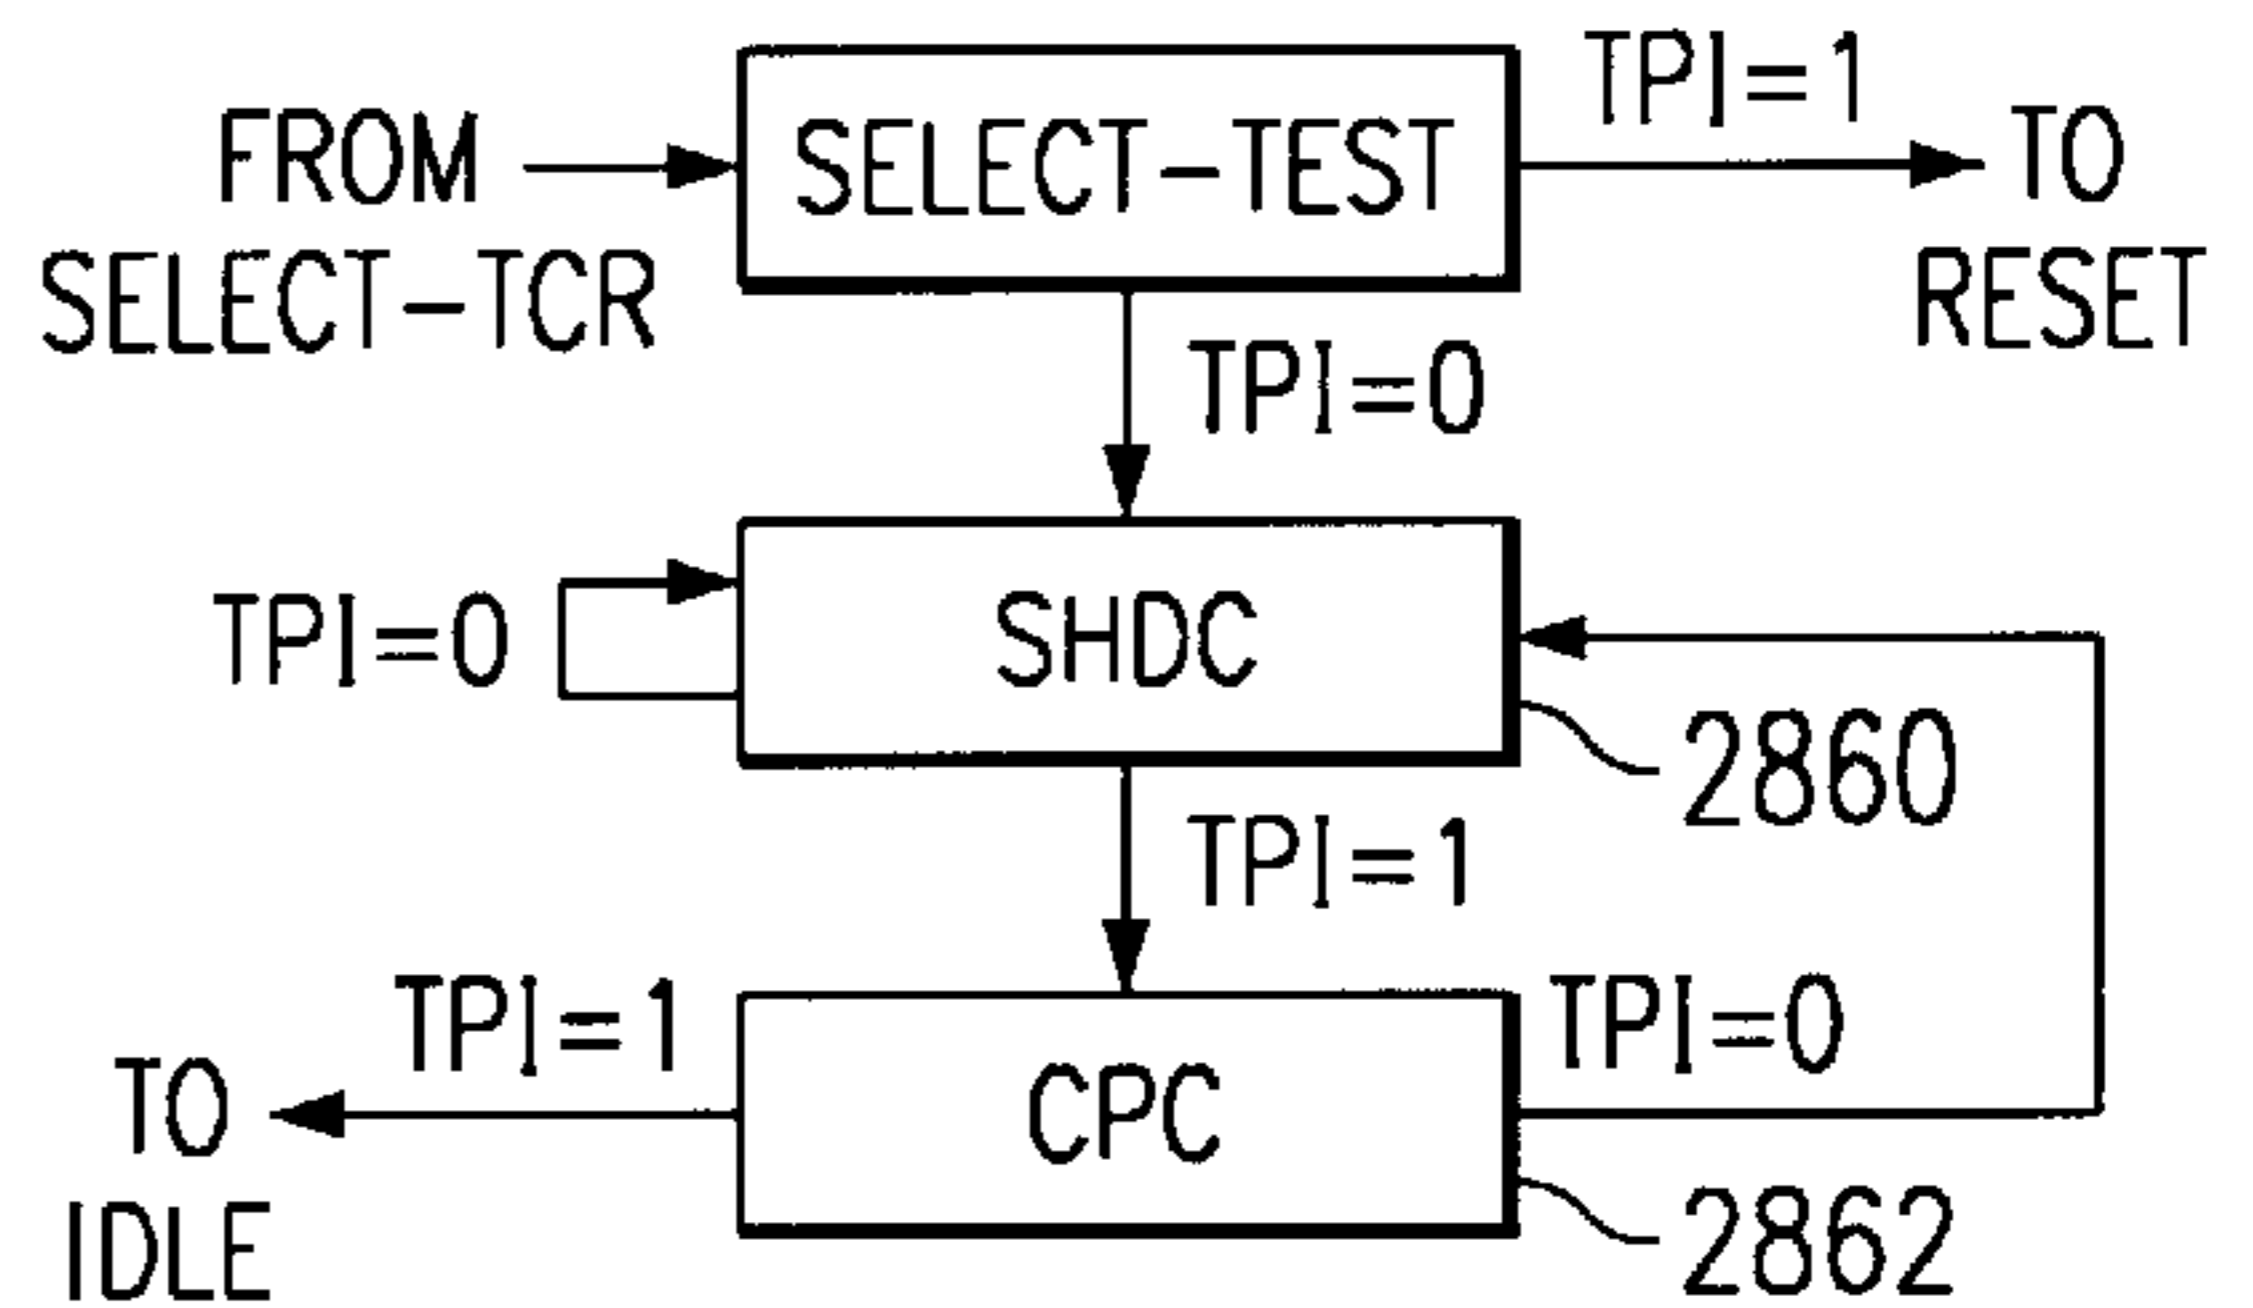 FROM
SELECT-TCR
SELECT-TEST
TPI=1
TO
RESET
TPI=0
TPI=0
SHDC
2860
TPI=1
TPI=1
TO
IDLE
CPC
TPI=0
2862